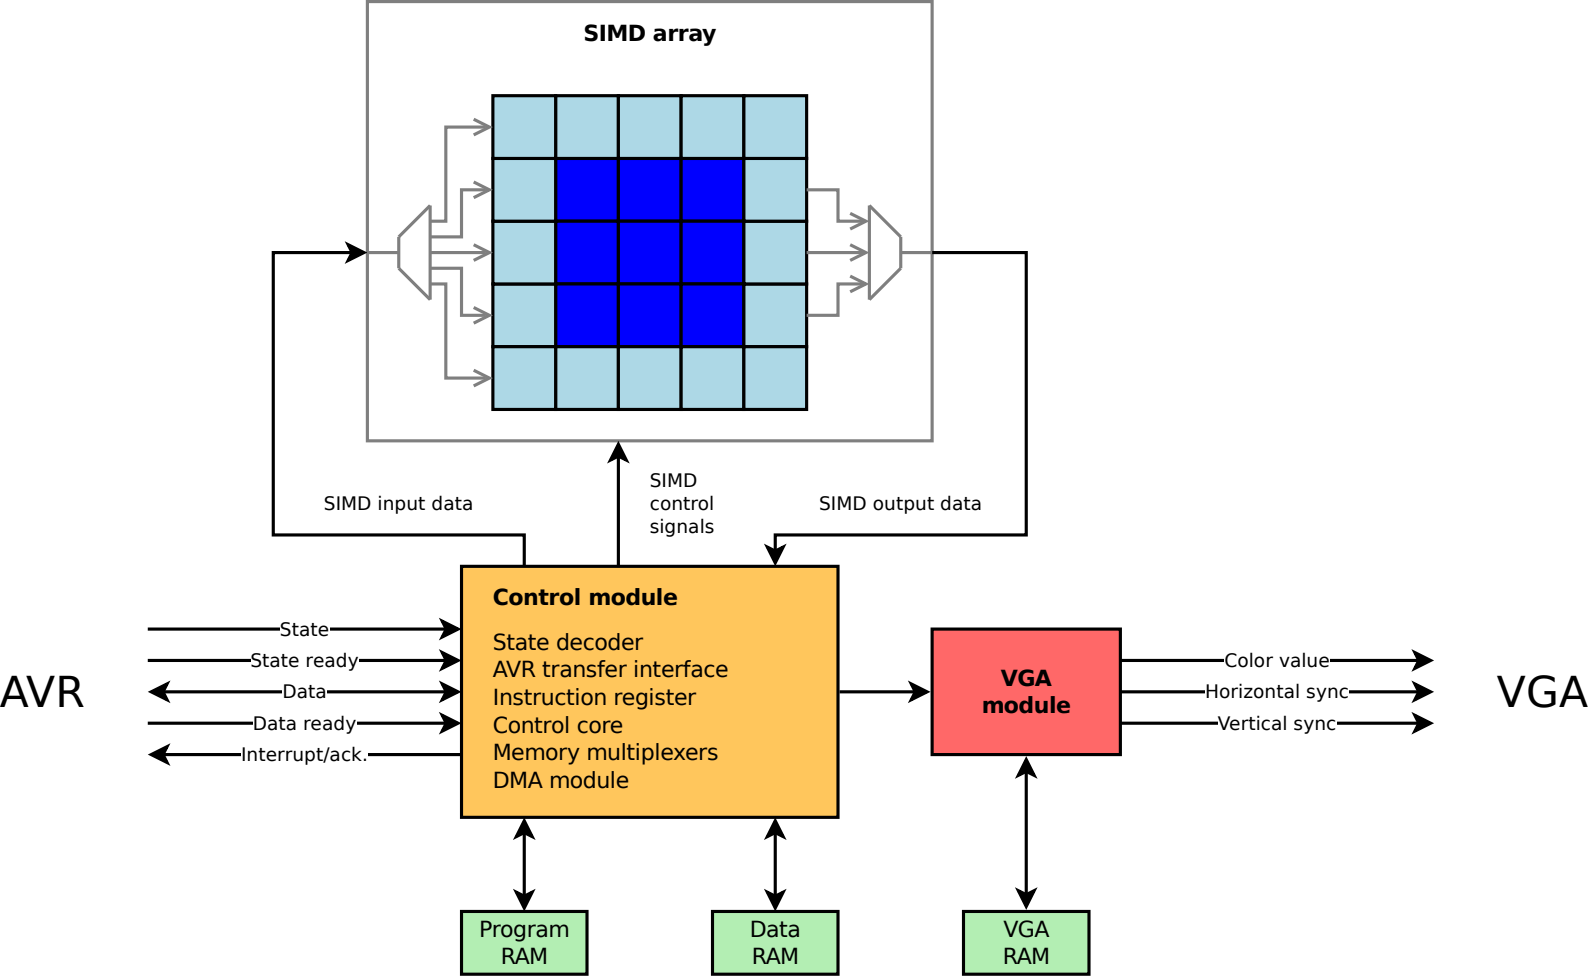 SIMD array
SIMD input data
SIMD
control
signals
SIMD output data
AVR
State
State ready
Data
Data ready
Interrupt/ack.
Control module
State decoder
AVR transfer interface
Instruction register
Control core
Memory multiplexers
DMA module
VGA
module
Color value
Horizontal sync
Vertical sync
VGA
Program
RAM
Data
RAM
VGA
RAM